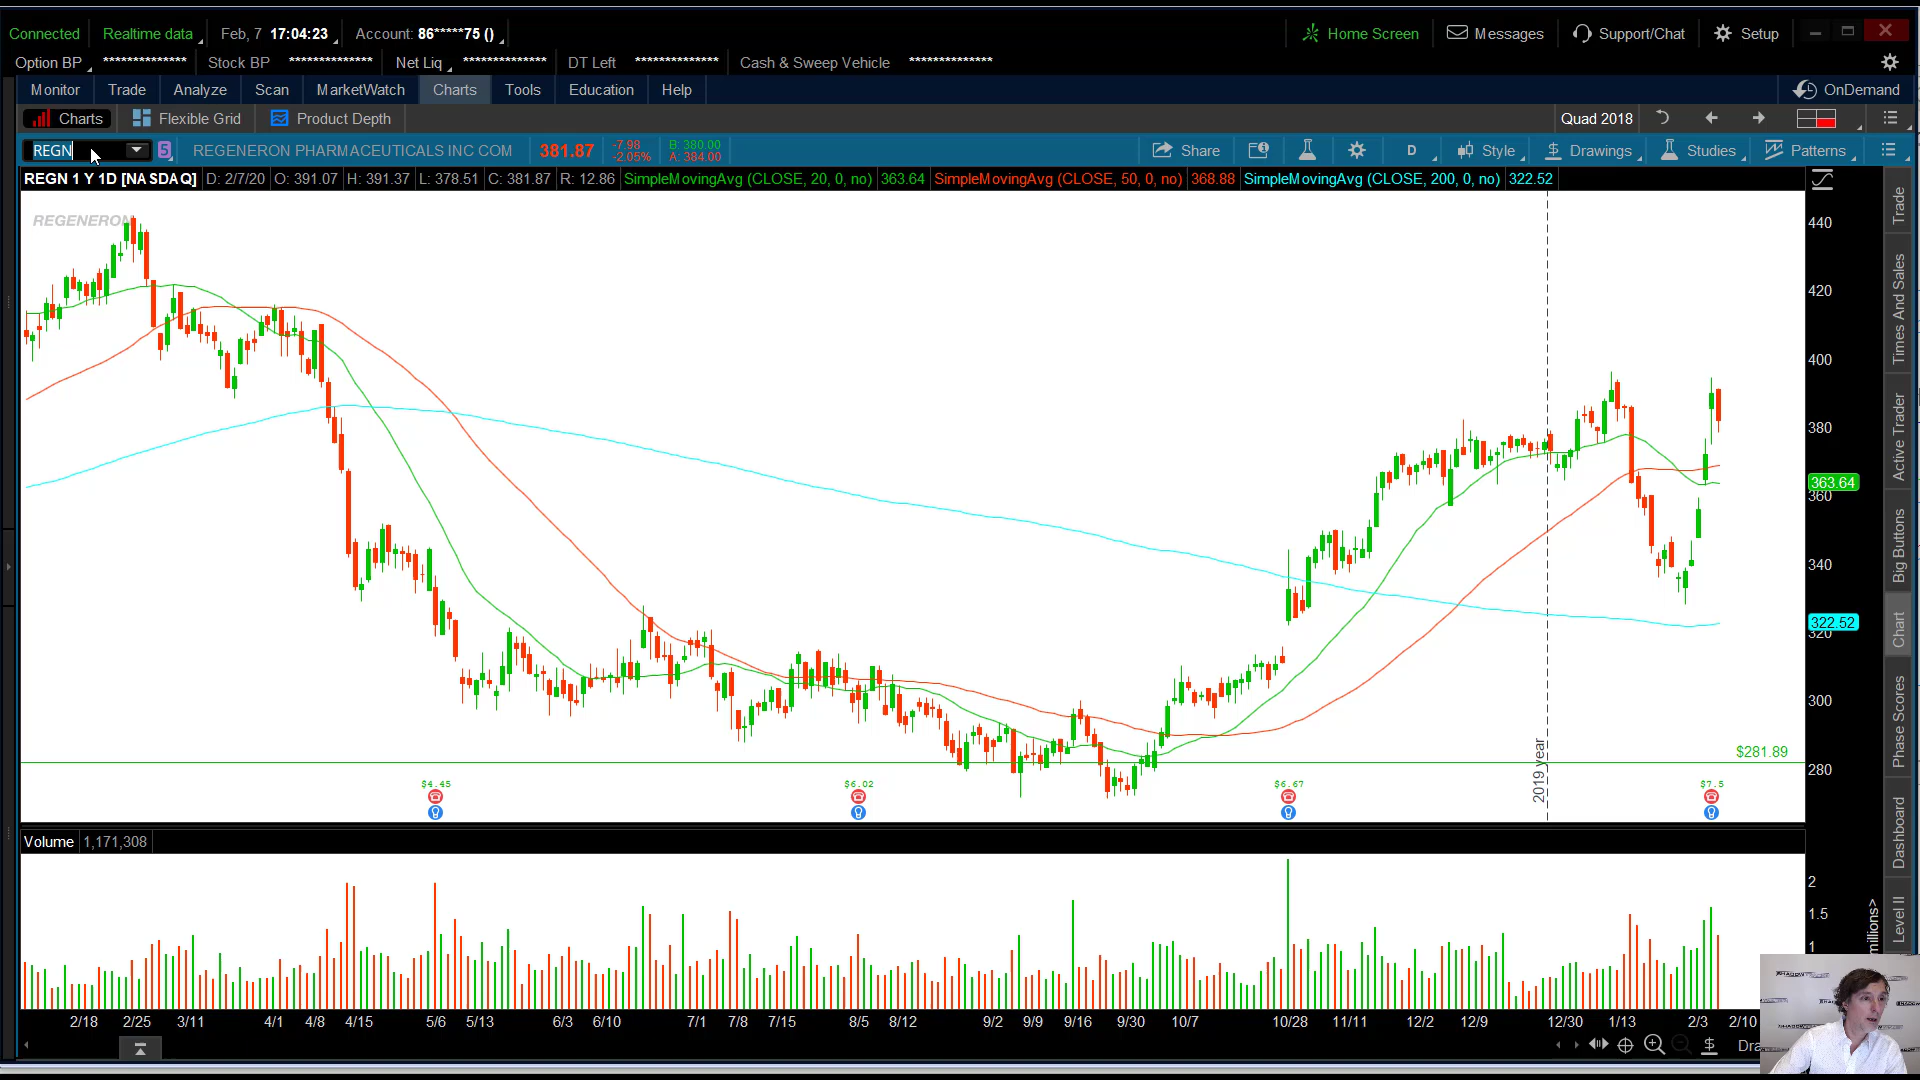 Connected Realtime data Feb, 7 17:04:23 Account: 86*****75 () Home Screen Messages Support/Chat Setup
Option BP ************** Stock BP ************** Net Liq ************** DT Left ************** Cash & Sweep Vehicle **************
Monitor Trade Analyze Scan MarketWatch Charts Tools Education Help OnDemand
Charts Flexible Grid Product Depth Quad 2018
REGN 5 REGENERON PHARMACEUTICALS INC COM 381.87 -7.98 B: 380.00 Share D Style Drawings Studies Patterns
-2.05% A: 384.00
REGN 1 Y 1D [NASDAQ] D: 2/7/20 O: 391.07 H: 391.37 L: 378.51 C: 381.87 R: 12.86 SimpleMovingAvg (CLOSE, 20, 0, no) 363.64 SimpleMovingAvg (CLOSE, 50, 0, no) 368.88 SimpleMovingAvg (CLOSE, 200, 0, no) 322.52
REGENERON
440
420
400
380
363.64
360
340
322.52
320
300
$281.89
280
2019 year
$4.45 $6.02 $6.67 $7.5
Trade
Times And Sales
Active Trader
Big Buttons
Chart
Phase Scores
Dashboard
Level II
Volume 1,171,308
2
1.5
1
millions>
2/18 2/25 3/11 4/1 4/8 4/15 5/6 5/13 6/3 6/10 7/1 7/8 7/15 8/5 8/12 9/2 9/9 9/16 9/30 10/7 10/28 11/11 12/2 12/9 12/30 1/13 2/3 2/10